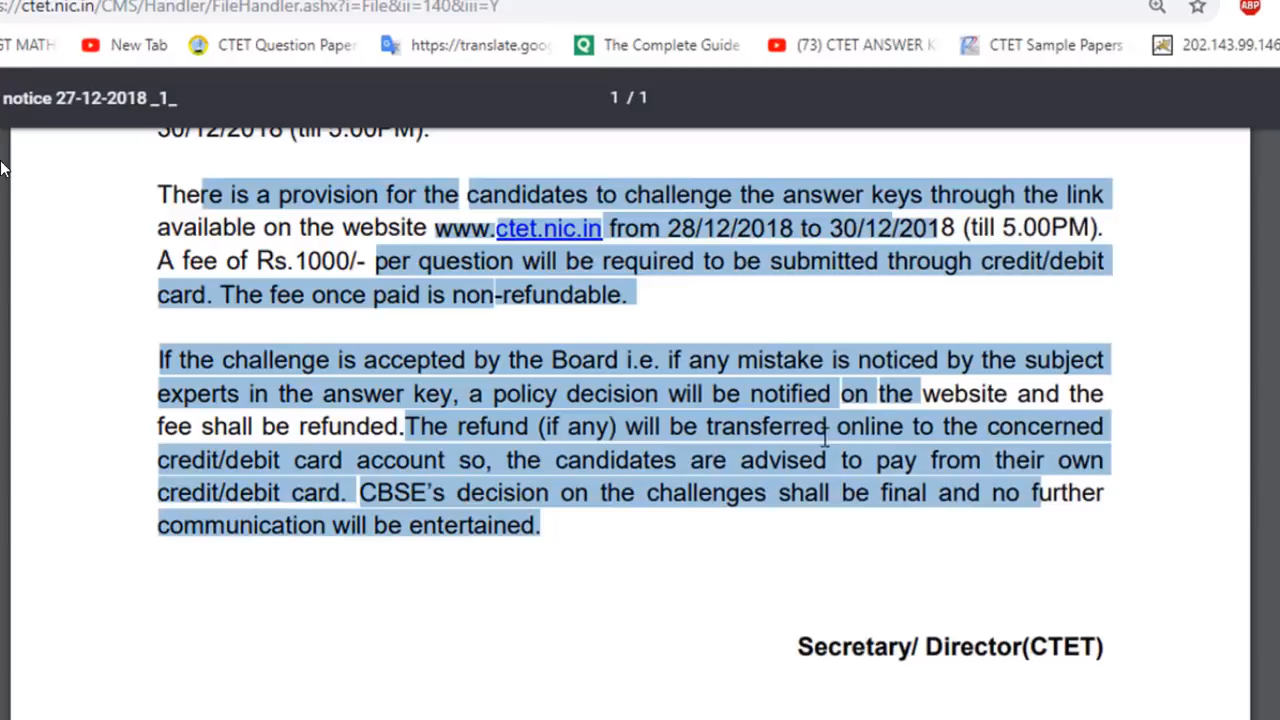 s://ctet.nic.in/CMS/Handler/FileHandler.ashx?i=File&ii=140&iii=Y
ST MATH New Tab CTET Question Paper https://translate.goo The Complete Guide (73) CTET ANSWER K CTET Sample Papers 202.143.99.146
notice 27-12-2018 _1_ 1 / 1
30/12/2018 (till 5.00PM).
There is a provision for the candidates to challenge the answer keys through the link
available on the website www.ctet.nic.in from 28/12/2018 to 30/12/2018 (till 5.00PM).
A fee of Rs.1000/- per question will be required to be submitted through credit/debit
card. The fee once paid is non-refundable.
If the challenge is accepted by the Board i.e. if any mistake is noticed by the subject
experts in the answer key, a policy decision will be notified on the website and the
fee shall be refunded.The refund (if any) will be transferred online to the concerned
credit/debit card account so, the candidates are advised to pay from their own
credit/debit card. CBSE’s decision on the challenges shall be final and no further
communication will be entertained.
Secretary/ Director(CTET)